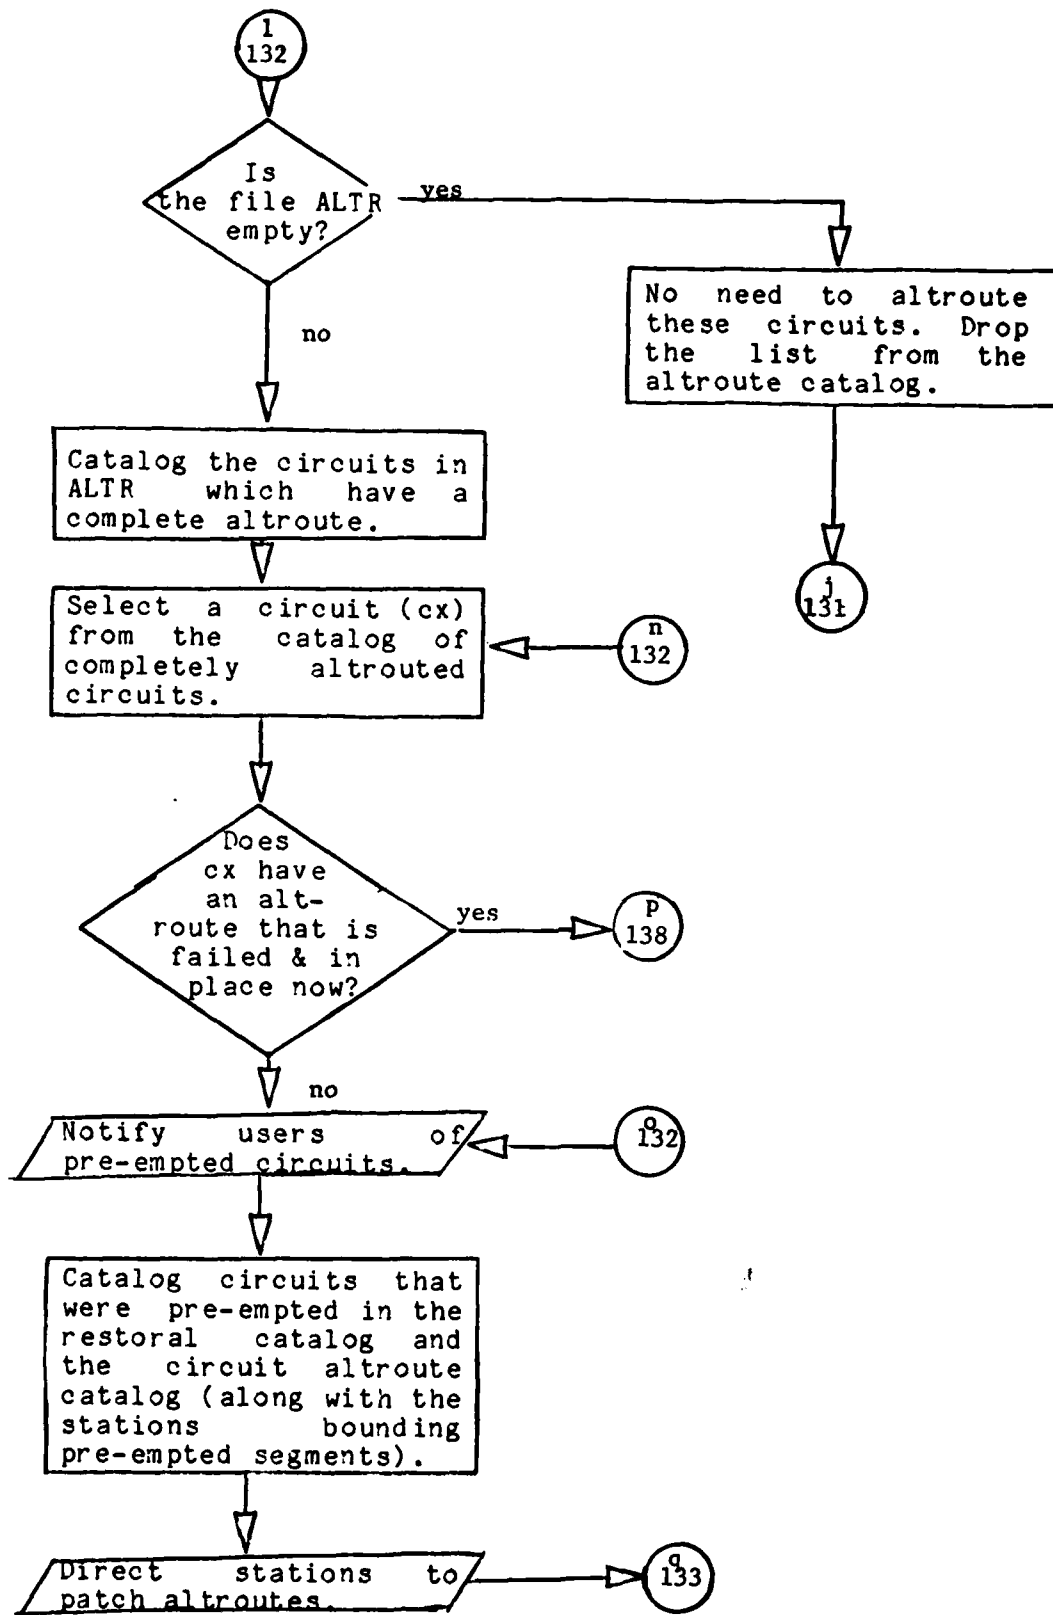 l
132
Is
the file ALTR
empty?
yes
no
No need to altroute
these circuits. Drop
the list from the
altroute catalog.
j
131
Catalog the circuits in
ALTR which have a
complete altroute.
Select a circuit (cx)
from the catalog of
completely altrouted
circuits.
n
132
Does
cx have
an alt-
route that is
failed & in
place now?
yes
p
138
no
Notify users of
pre-empted circuits.
o
132
Catalog circuits that
were pre-empted in the
restoral catalog and
the circuit altroute
catalog (along with the
stations bounding
pre-empted segments).
Direct stations to
patch altroutes.
q
133